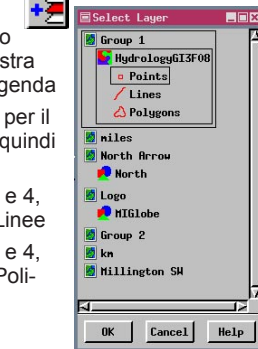 o
stra
genda
per il
quindi
e 4,
Linee
e 4,
Poli-
Select Layer
Group 1
HydrologyGI3F08
Points
Lines
Polygons
miles
North Arrow
North
Logo
MIGlobe
Group 2
km
Millington SW
OK Cancel Help